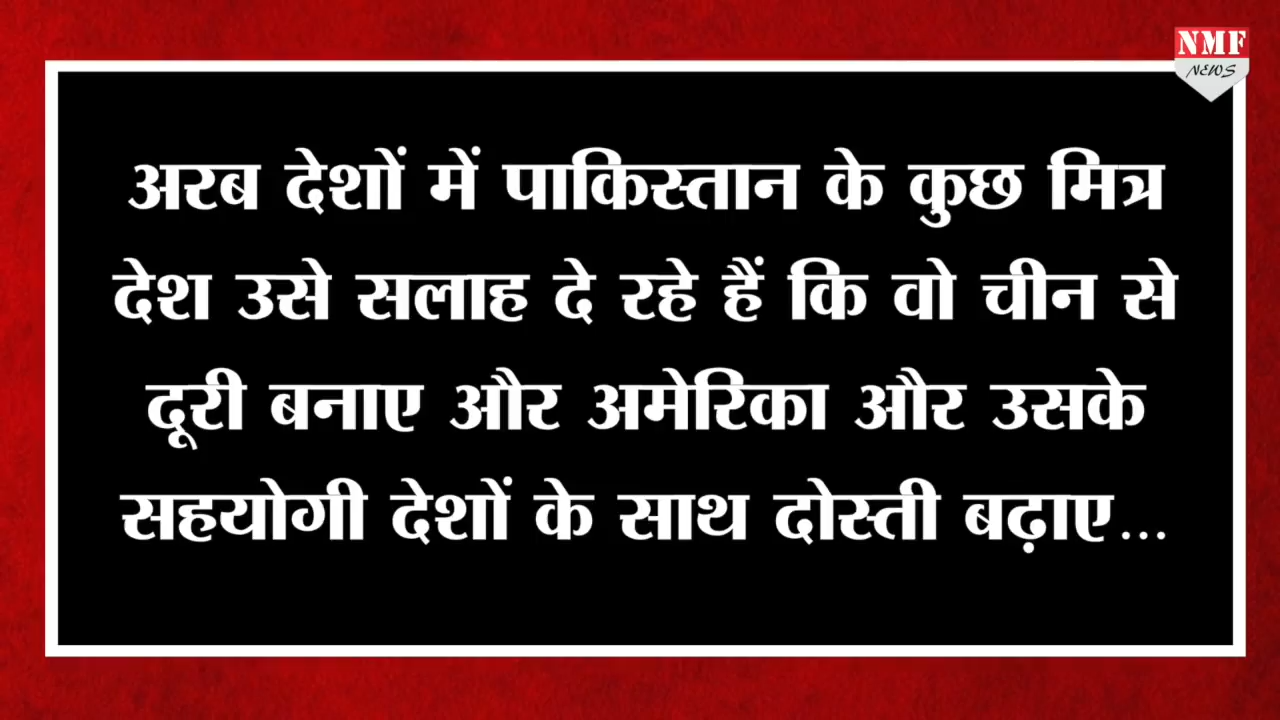 NMF
NEWS
अरब देशों में पाकिस्तान के कुछ मित्र
देश उसे सलाह दे रहे हैं कि वो चीन से
दूरी बनाए और अमेरिका और उसके
सहयोगी देशों के साथ दोस्ती बढ़ाए...